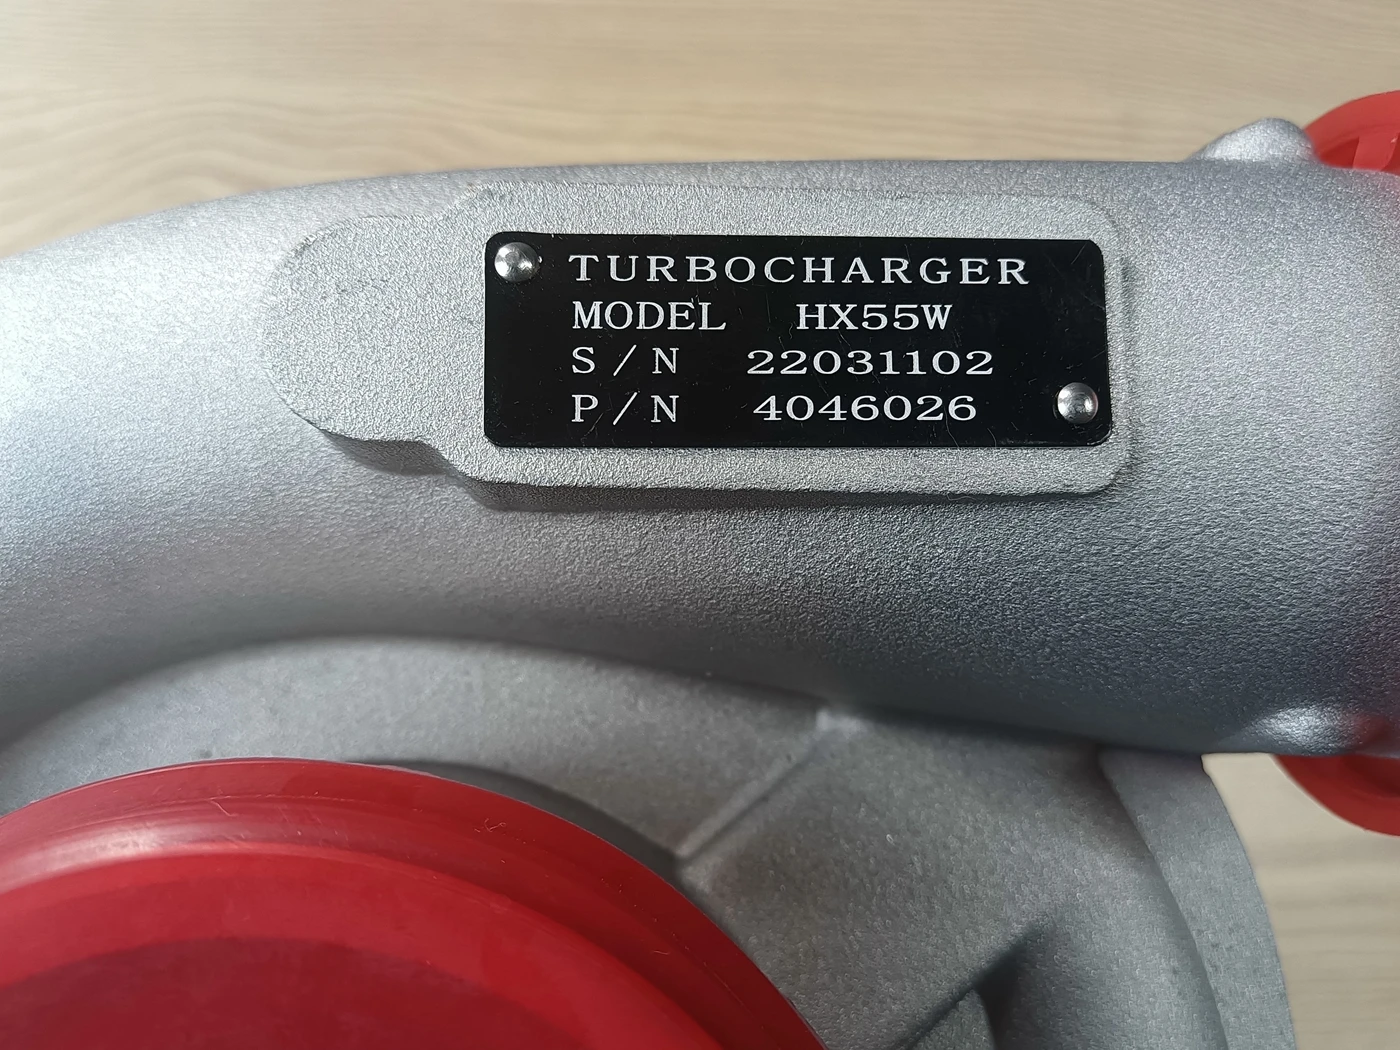 TURBOCHARGER
MODEL HX55W
S/N 22031102
P/N 4046026